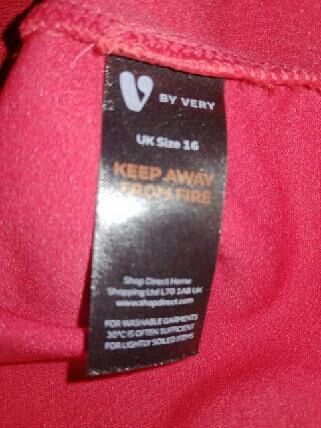 V BY VERY
UK Size 16
KEEP AWAY
FROM FIRE
Shop Direct Home
Shopping Ltd L70 1AB UK
www.shopdirect.com
FOR WASHABLE GARMENTS
30°C IS OFTEN SUFFICIENT
FOR LIGHTLY SOILED ITEMS